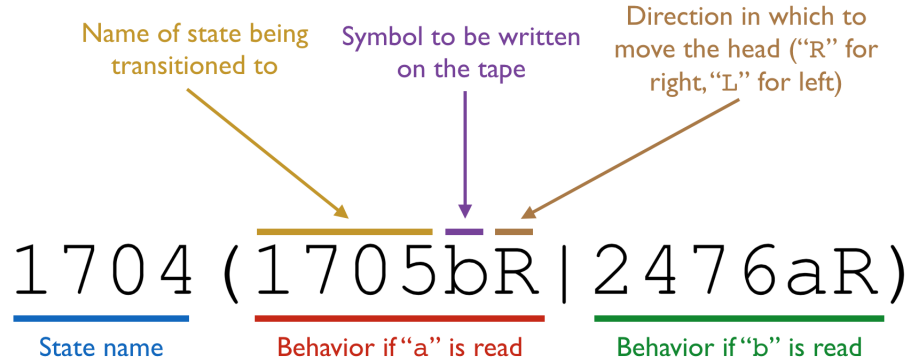 Name of state being
transitioned to
Symbol to be written
on the tape
Direction in which to
move the head (“R” for
right, “L” for left)
1704(1705bR|2476aR)
State name
Behavior if “a” is read
Behavior if “b” is read